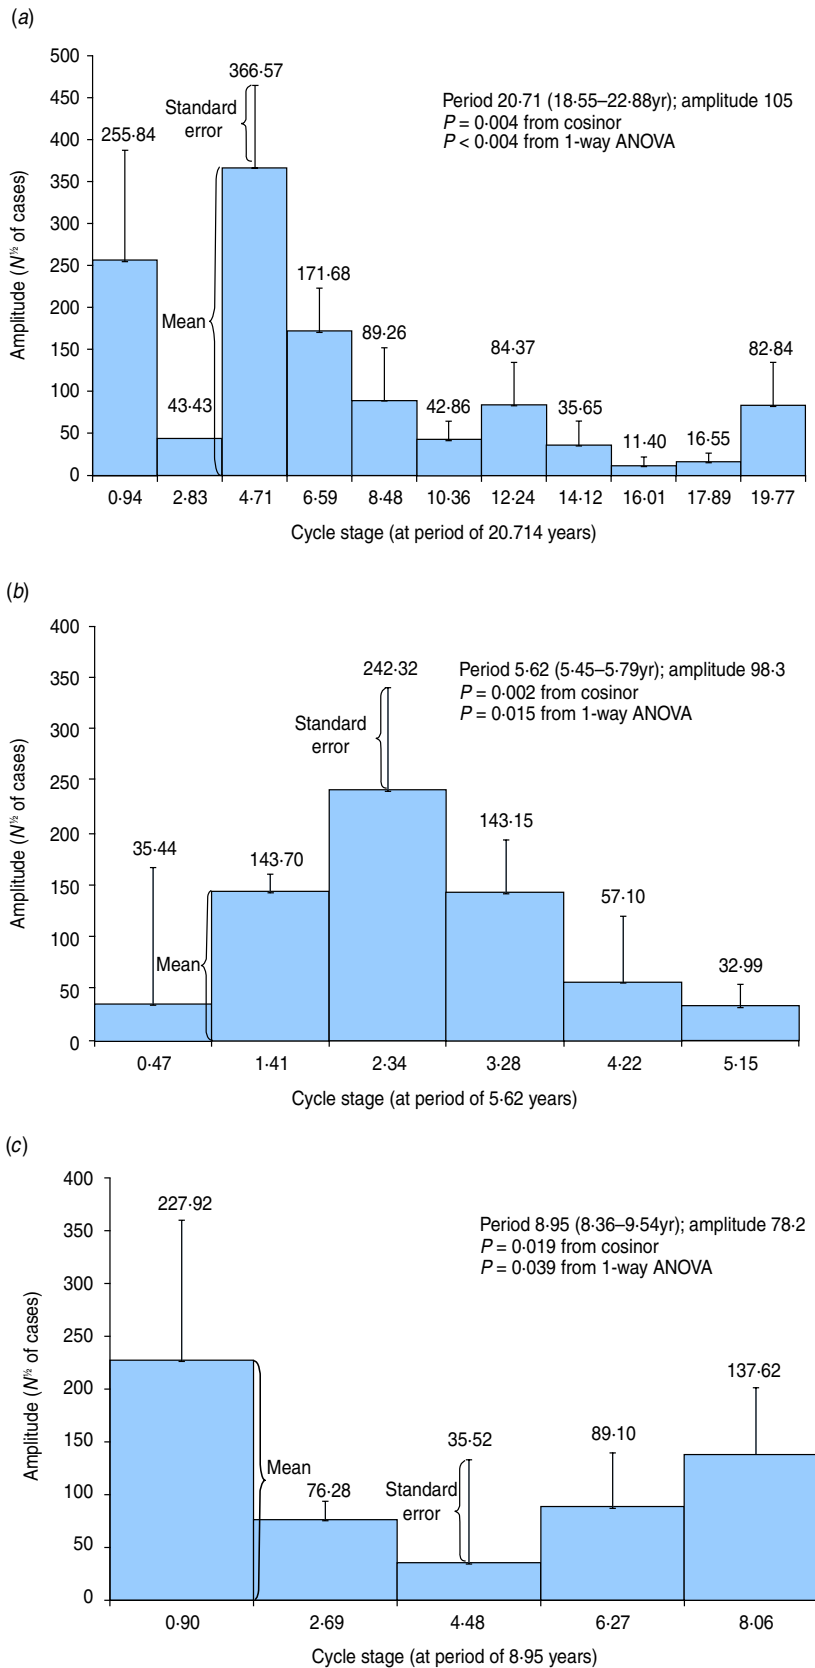 (a)
Amplitude (N½ of cases)
500
450
400
350
300
250
200
150
100
50
0
255·84
43·43
366·57
171·68
89·26
42·86
84·37
35·65
11·40
16·55
82·84
Standard
error
Mean
Period 20·71 (18·55–22·88yr); amplitude 105
P = 0·004 from cosinor
P < 0·004 from 1-way ANOVA
0·94 2·83 4·71 6·59 8·48 10·36 12·24 14·12 16·01 17·89 19·77
Cycle stage (at period of 20.714 years)
(b)
Amplitude (N½ of cases)
400
350
300
250
200
150
100
50
0
35·44
143·70
242·32
143·15
57·10
32·99
Standard
error
Mean
Period 5·62 (5·45–5·79yr); amplitude 98·3
P = 0·002 from cosinor
P = 0·015 from 1-way ANOVA
0·47 1·41 2·34 3·28 4·22 5·15
Cycle stage (at period of 5·62 years)
(c)
Amplitude (N½ of cases)
400
350
300
250
200
150
100
50
0
227·92
76·28
35·52
89·10
137·62
Mean
Standard
error
Period 8·95 (8·36–9·54yr); amplitude 78·2
P = 0·019 from cosinor
P = 0·039 from 1-way ANOVA
0·90 2·69 4·48 6·27 8·06
Cycle stage (at period of 8·95 years)